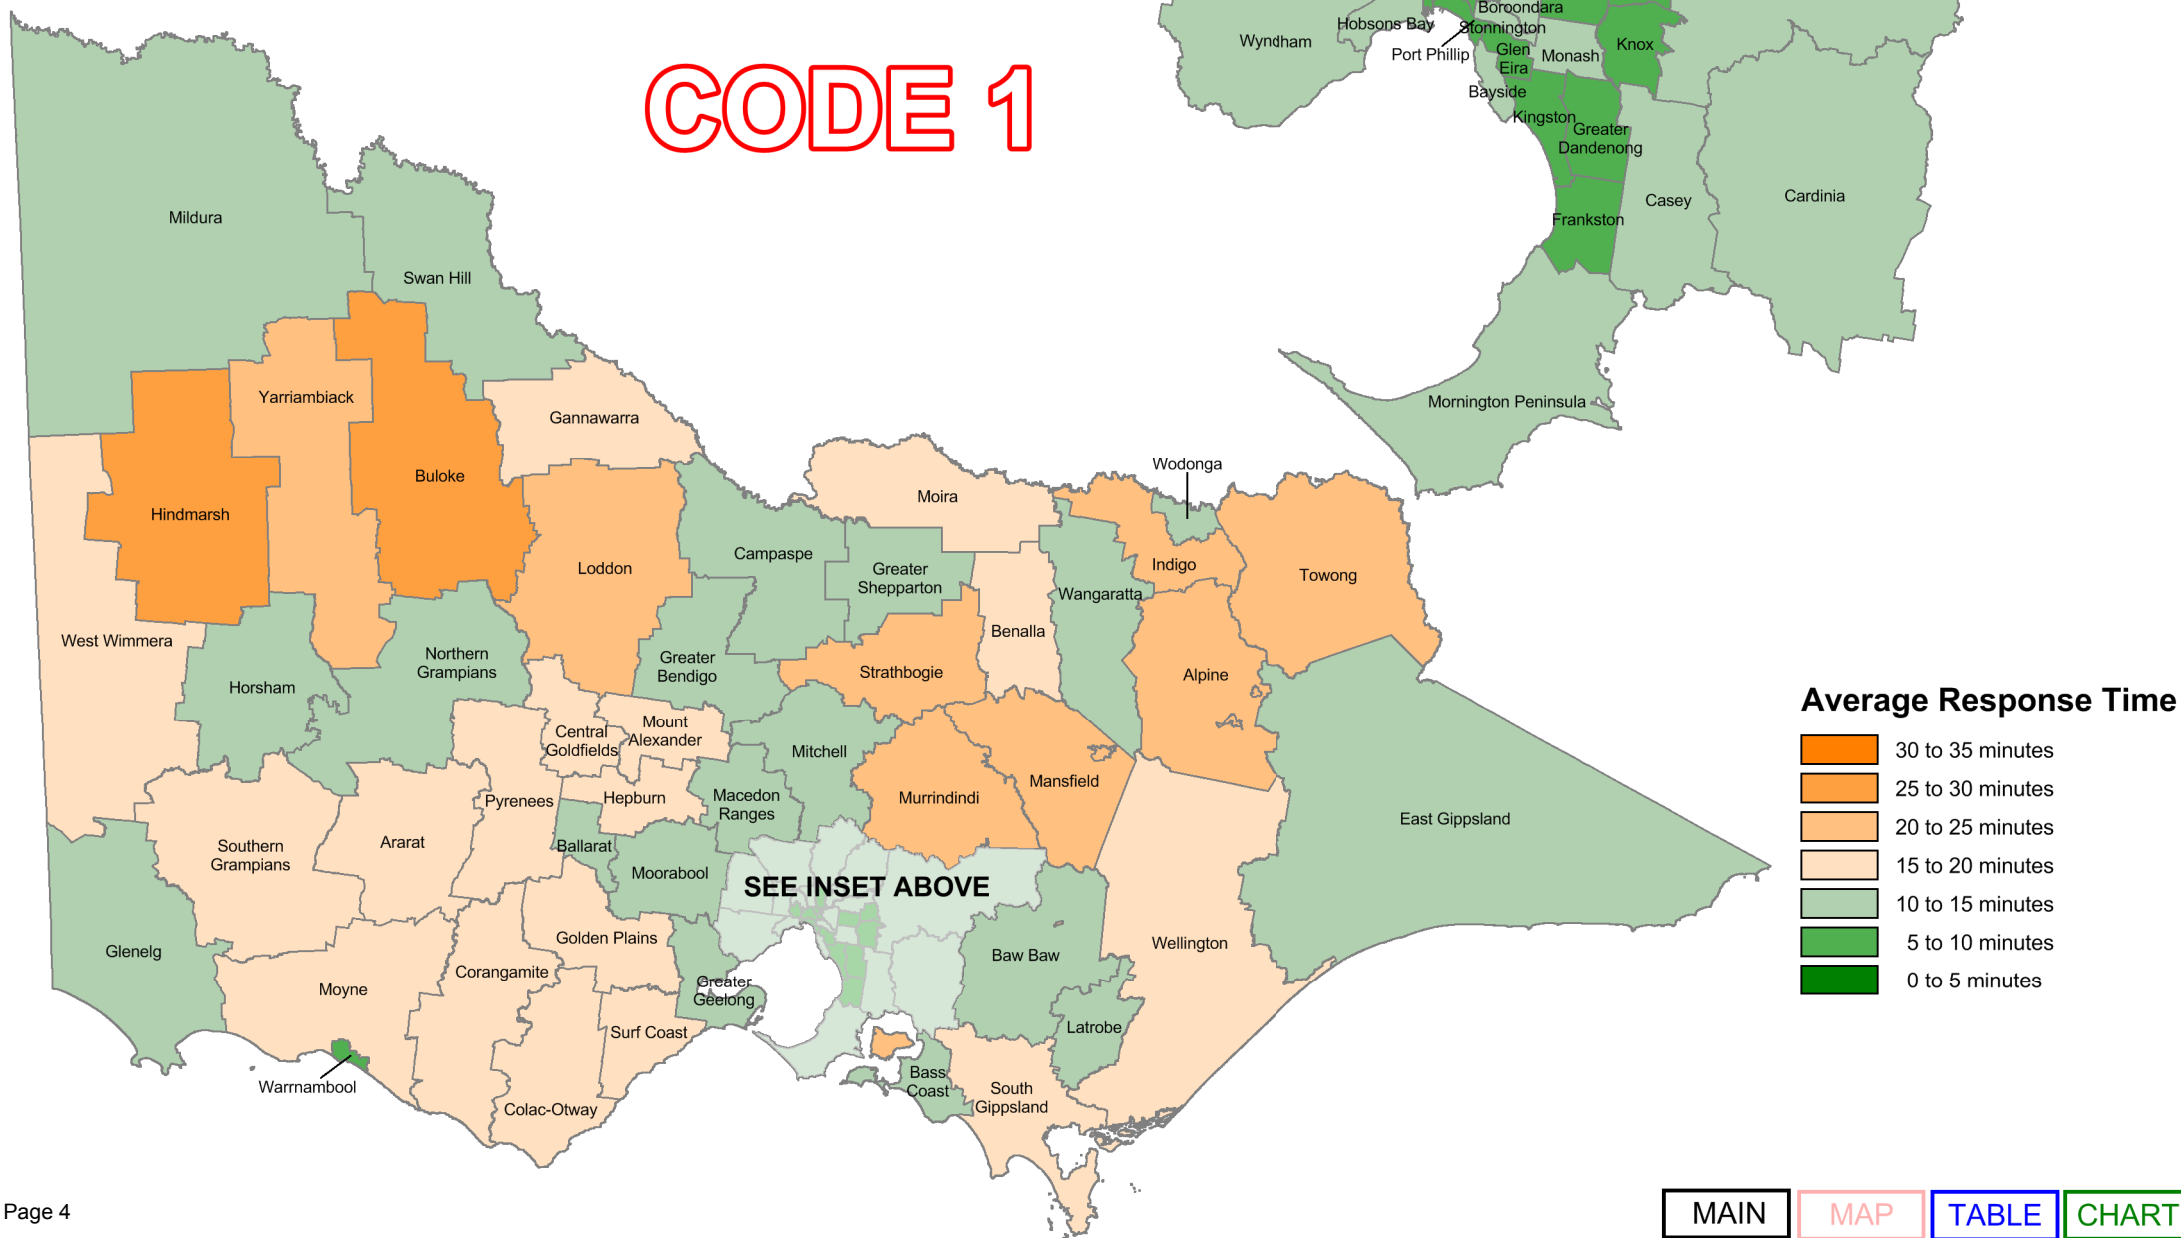 Boroondara
Hobsons Bay
Stonnington
Wyndham
Port Phillip
Glen
Eira
Monash
Knox
Bayside
Kingston
Greater
Dandenong
CODE 1
Casey
Cardinia
Frankston
Mildura
Swan Hill
Mornington Peninsula
Yarriambiack
Gannawarra
Buloke
Hindmarsh
Wodonga
Moira
Loddon
Campaspe
Greater
Shepparton
Indigo
Towong
Wangaratta
Benalla
West Wimmera
Northern
Grampians
Horsham
Greater
Bendigo
Strathbogie
Alpine
Average Response Time
30 to 35 minutes
25 to 30 minutes
20 to 25 minutes
15 to 20 minutes
10 to 15 minutes
5 to 10 minutes
0 to 5 minutes
Central
Goldfields
Mount
Alexander
Mitchell
Mansfield
Murrindindi
Pyrenees
Hepburn
Macedon
Ranges
East Gippsland
Southern
Grampians
Ararat
Ballarat
Moorabool
SEE INSET ABOVE
Glenelg
Golden Plains
Wellington
Baw Baw
Corangamite
Moyne
Greater
Geelong
Surf Coast
Latrobe
Warrnambool
Bass
Coast
South
Gippsland
Colac-Otway
Page 4
MAIN
MAP
TABLE
CHART